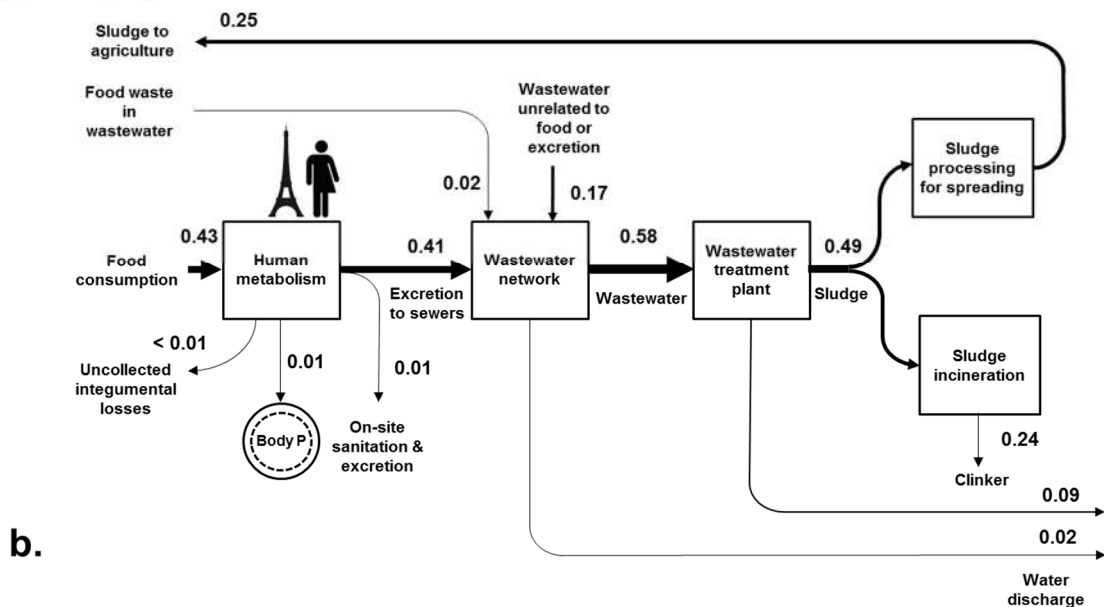 0.25
Sludge to
agriculture
Food waste
in
wastewater
Wastewater
unrelated to
food or
excretion
Sludge
processing
for spreading
0.02
0.17
0.43
Food
consumption
Human
metabolism
0.41
Excretion
to sewers
Wastewater
network
0.58
Wastewater
Wastewater
treatment
plant
0.49
Sludge
< 0.01
Uncollected
integumental
losses
0.01
Body P
0.01
On-site
sanitation &
excretion
Sludge
incineration
0.24
Clinker
0.09
0.02
Water
discharge
b.